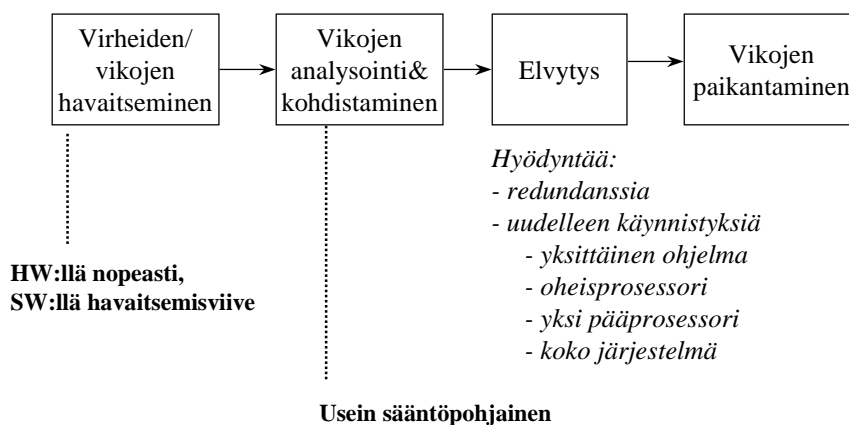 Virheiden/
vikojen
havaitseminen
Vikojen
analysointi&
kohdistaminen
Elvytys
Vikojen
paikantaminen
Hyödyntää:
- redundanssia
- uudelleen käynnistyksiä
- yksittäinen ohjelma
- oheisprosessori
- yksi pääprosessori
- koko järjestelmä
HW:llä nopeasti,
SW:llä havaitsemisviive
Usein sääntöpohjainen